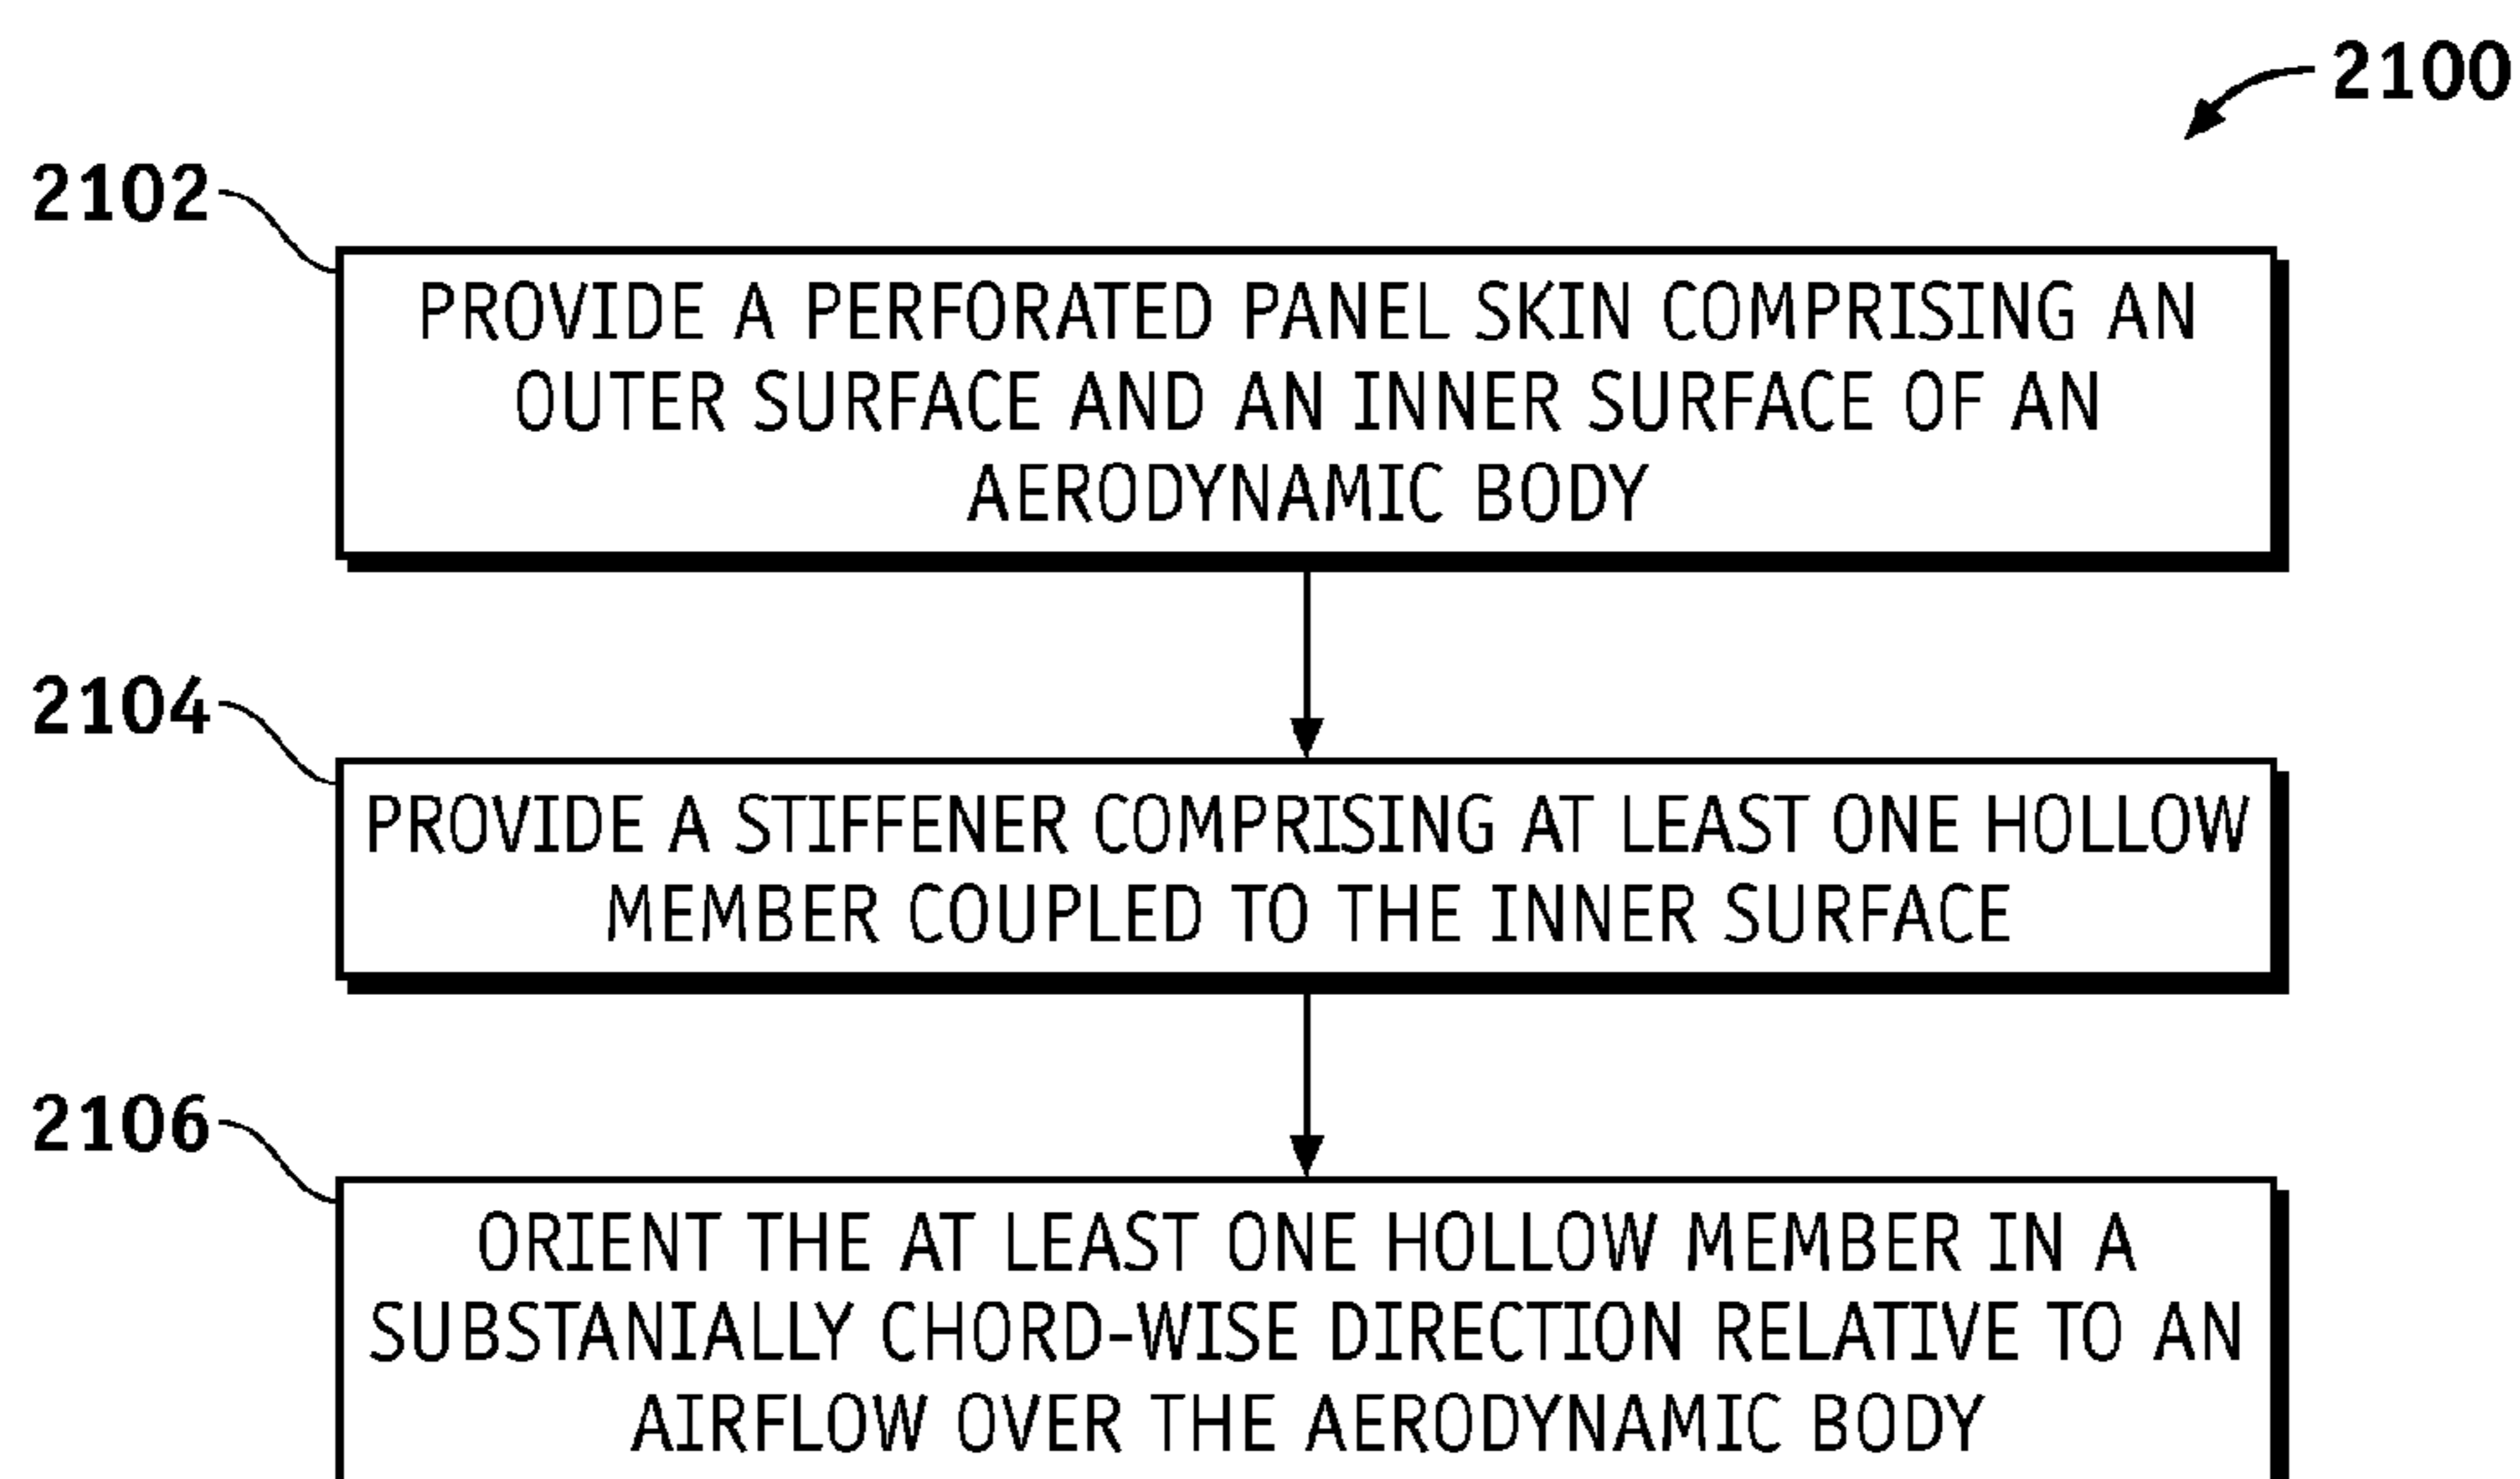 2100
2102
PROVIDE A PERFORATED PANEL SKIN COMPRISING AN
OUTER SURFACE AND AN INNER SURFACE OF AN
AERODYNAMIC BODY
2104
PROVIDE A STIFFENER COMPRISING AT LEAST ONE HOLLOW
MEMBER COUPLED TO THE INNER SURFACE
2106
ORIENT THE AT LEAST ONE HOLLOW MEMBER IN A
SUBSTANIALLY CHORD-WISE DIRECTION RELATIVE TO AN
AIRFLOW OVER THE AERODYNAMIC BODY